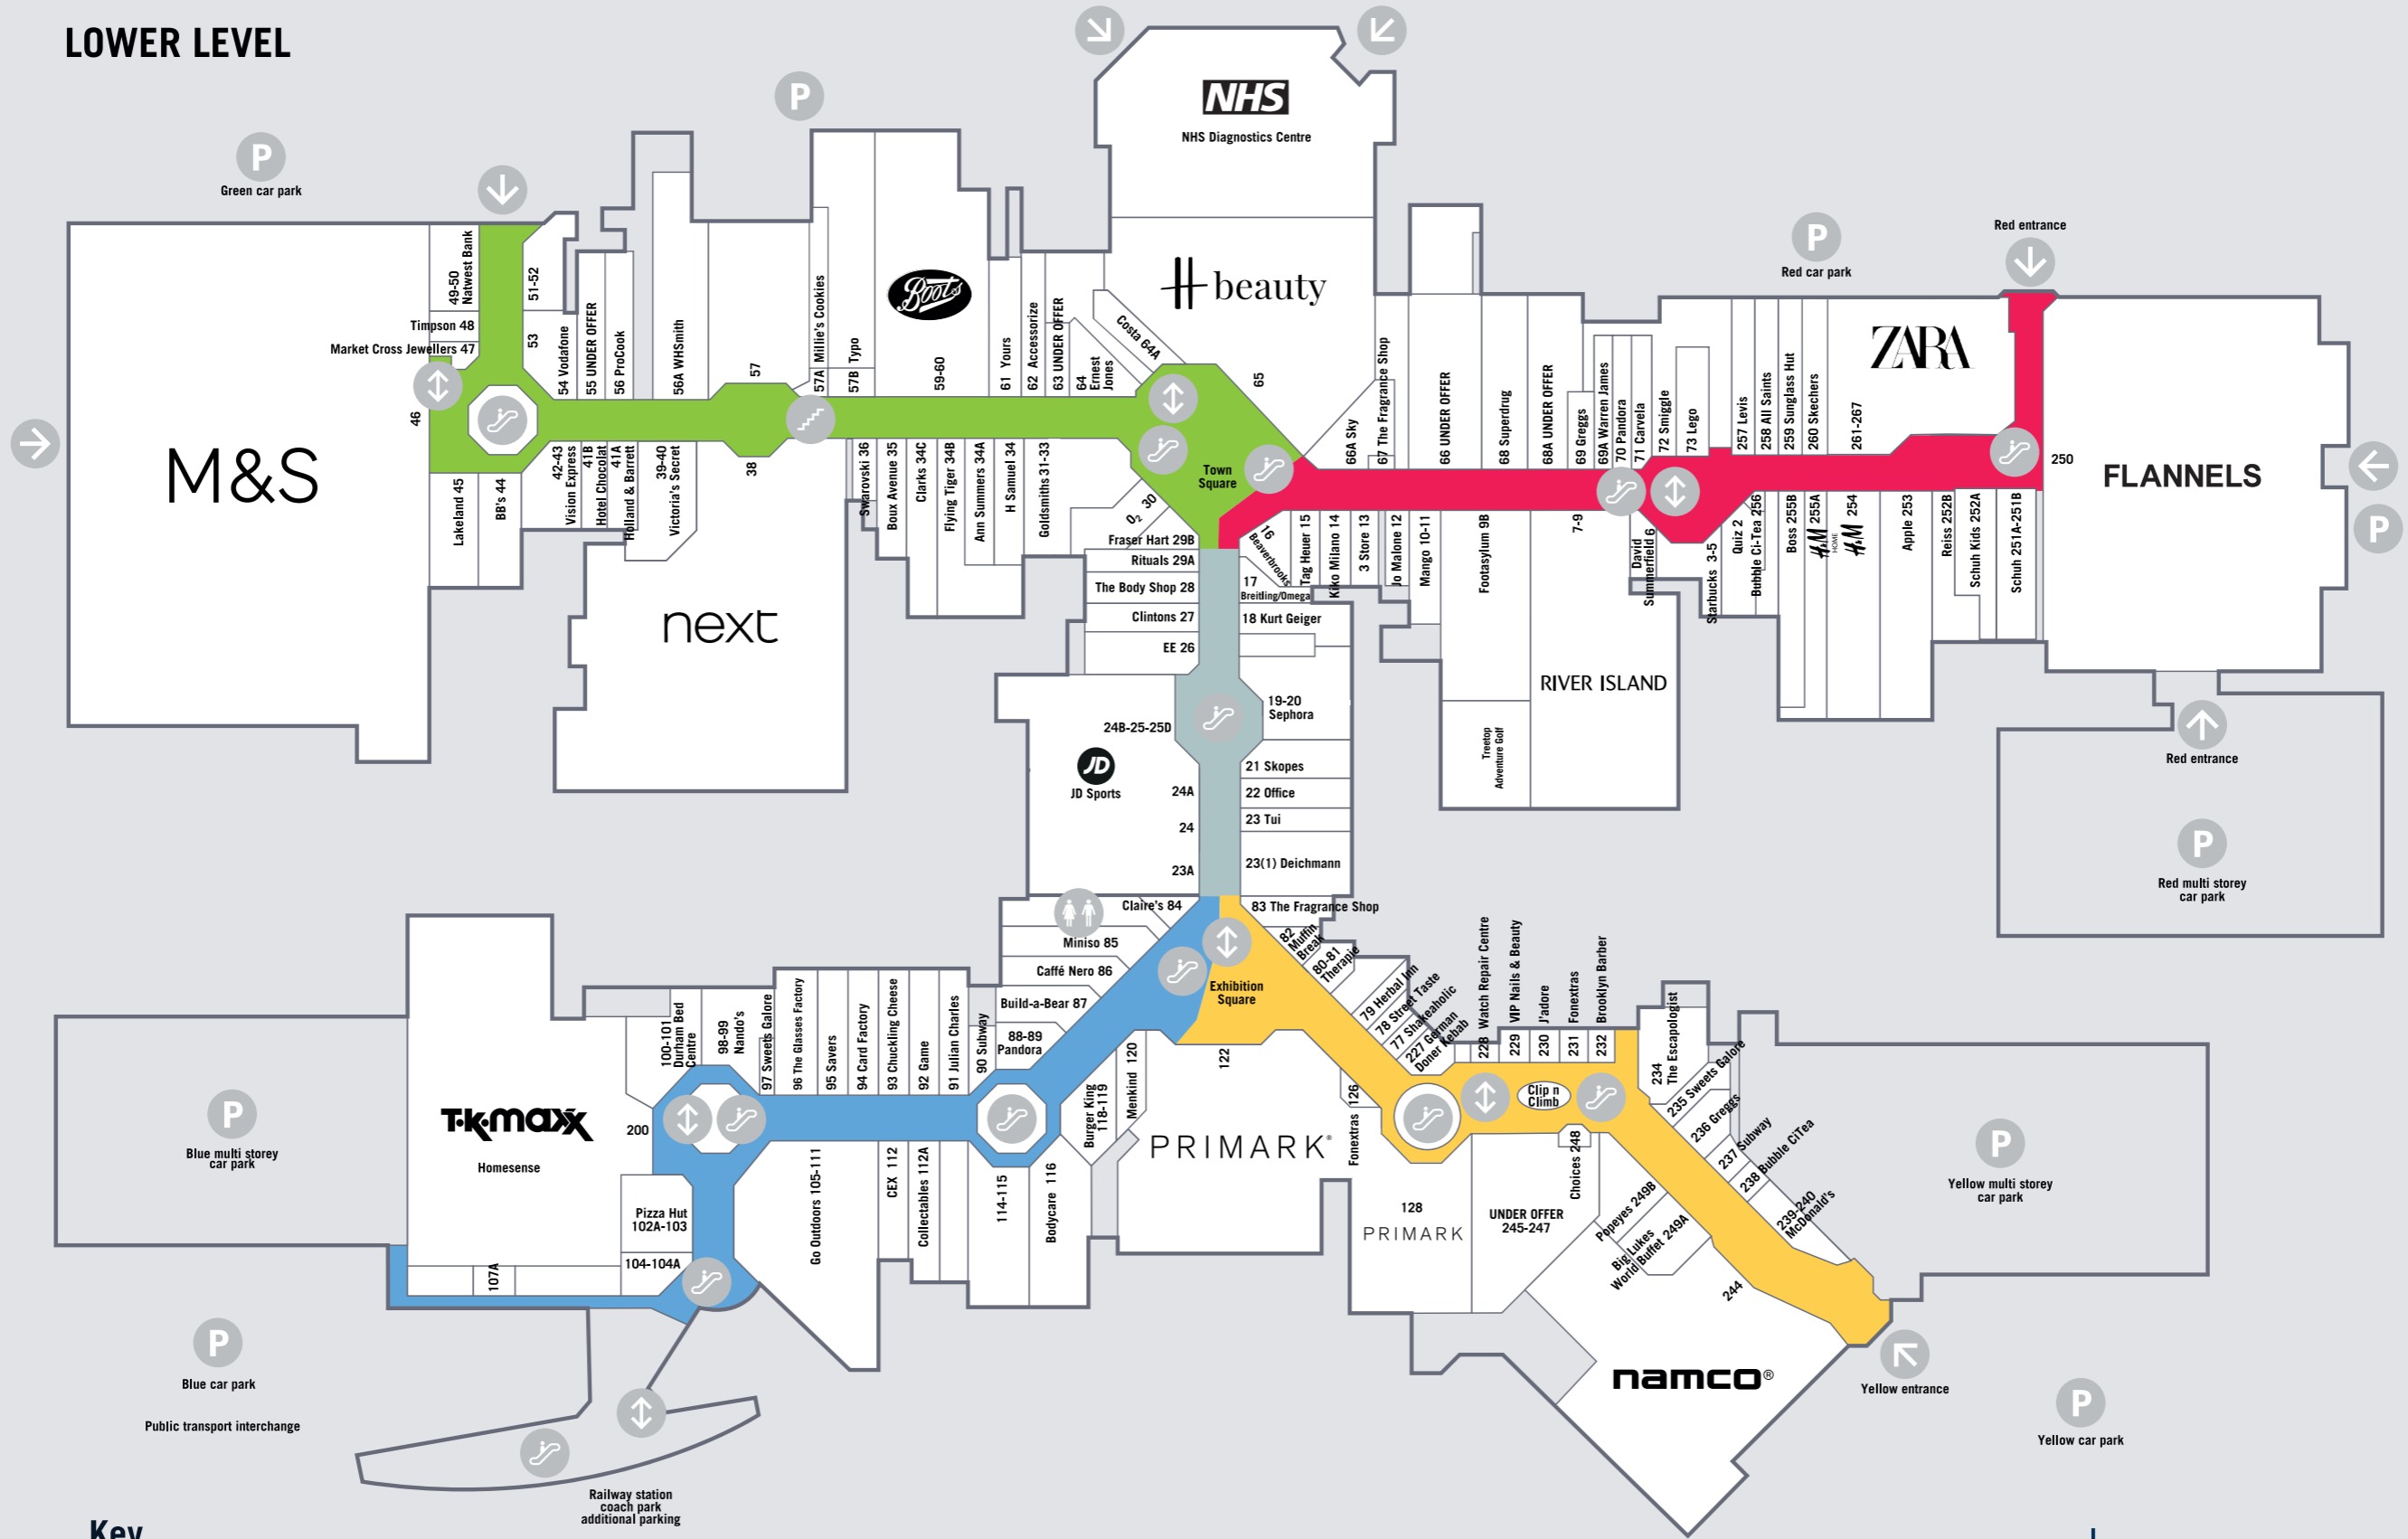 LOWER LEVEL
P
Green car park
P
NHS
NHS Diagnostics Centre
P
Red car park
Red entrance
M&S
46
49-50
Natwest Bank
Timpson 48
Market Cross Jewellers 47
51-52
53
54 Vodafone
55 UNDER OFFER
56 ProCook
56A WHSmith
57
57A Millie's Cookies
57B Typo
Boots
59-60
61 Yours
62 Accessorize
63 UNDER OFFER
64
Ernest
Jones
Costa 64A
H beauty
65
66A Sky
67 The Fragrance Shop
66 UNDER OFFER
68 Superdrug
68A UNDER OFFER
69 Greggs
69A Warren James
70 Pandora
71 Carvela
72 Smiggle
73 Lego
257 Levis
258 All Saints
259 Sunglass Hut
260 Skechers
ZARA
261-267
250
FLANNELS
P
Lakeland 45
BB's 44
42-43
Vision Express
41B
Hotel Chocolat
41A
Holland & Barrett
39-40
Victoria's Secret
38
next
Swarovski 36
Boux Avenue 35
Clarks 34C
Flying Tiger 34B
Ann Summers 34A
H Samuel 34
Goldsmiths 31-33
O2 30
Town
Square
Fraser Hart 29B
Rituals 29A
The Body Shop 28
Clintons 27
EE 26
16
Beaverbrooks
17
Breitling/Omega
Tag Heuer 15
Kiko Milano 14
3 Store 13
Jo Malone 12
Mango 10-11
Footasylum 9B
7-9
David
Summerfield 6
Starbucks 3-5
Quiz 2
Bubble Ci-Tea 256
Boss 255B
H&M 255A
HOME
H&M 254
Apple 253
Reiss 252B
Schuh Kids 252A
Schuh 251A-251B
18 Kurt Geiger
19-20
Sephora
24B-25-25D
JD
JD Sports
24A
24
23A
21 Skopes
22 Office
23 Tui
23(1) Deichmann
RIVER ISLAND
Treetop
Adventure Golf
Red entrance
P
Red multi storey
car park
Claire's 84
Miniso 85
Caffé Nero 86
Build-a-Bear 87
88-89
Pandora
83 The Fragrance Shop
82
Muffin
Break
80-81
Therapie
79 Herbal Inn
78 Street Taste
77 Shakeaholic
227 German
Doner Kebab
Exhibition
Square
228 Watch Repair Centre
229 VIP Nails & Beauty
230 J'adore
231 Fonextras
232 Brooklyn Barber
234
The Escapologist
235 Sweets Galore
236 Greggs
237 Subway
238 Bubble CiTea
239-240
McDonald's
Clip n
Climb
P
Blue multi storey
car park
T·K·maxx
Homesense
200
100-101
Durham Bed
Centre
98-99
Nando's
97 Sweets Galore
96 The Glasses Factory
95 Savers
94 Card Factory
93 Chuckling Cheese
92 Game
91 Julian Charles
90 Subway
Pizza Hut
102A-103
104-104A
107A
Go Outdoors 105-111
CEX 112
Collectables 112A
114-115
Bodycare 116
Burger King
118-119
Menkind 120
122
PRIMARK®
Fonextras 126
128
PRIMARK
Choices 248
UNDER OFFER
245-247
Popeyes 249B
Big Lukes
World Buffet 249A
244
namco®
P
Yellow multi storey
car park
Yellow entrance
P
Yellow car park
P
Blue car park
Public transport interchange
Railway station
coach park
additional parking
Key